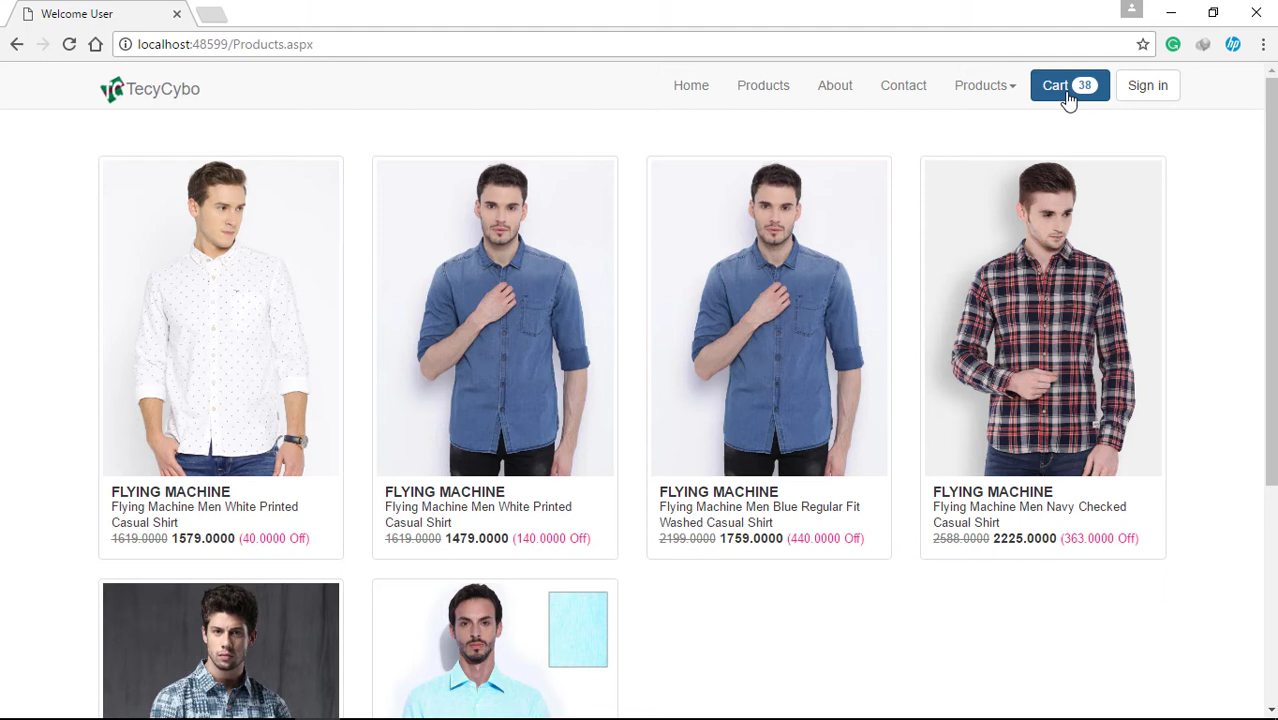 Welcome User
localhost:48599/Products.aspx
TecyCybo
Home
Products
About
Contact
Products
Cart 38
Sign in
FLYING MACHINE
Flying Machine Men White Printed
Casual Shirt
1619.0000 1579.0000 (40.0000 Off)
FLYING MACHINE
Flying Machine Men White Printed
Casual Shirt
1619.0000 1479.0000 (140.0000 Off)
FLYING MACHINE
Flying Machine Men Blue Regular Fit
Washed Casual Shirt
2199.0000 1759.0000 (440.0000 Off)
FLYING MACHINE
Flying Machine Men Navy Checked
Casual Shirt
2588.0000 2225.0000 (363.0000 Off)